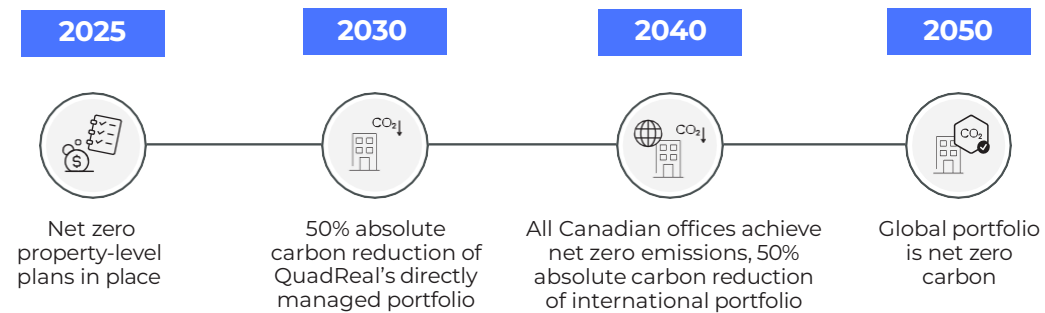 2025
2030
2040
2050
$
CO₂
CO₂
CO₂
Net zero
property-level
plans in place
50% absolute
carbon reduction of
QuadReal’s directly
managed portfolio
All Canadian offices achieve
net zero emissions, 50%
absolute carbon reduction
of international portfolio
Global portfolio
is net zero
carbon